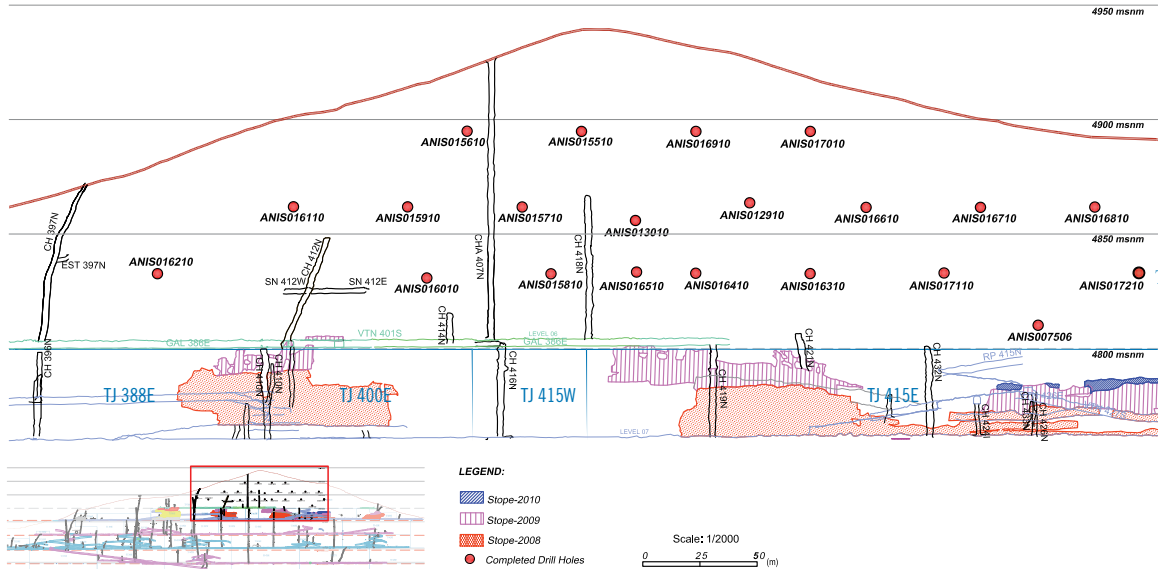 4950 msnm
4900 msnm
ANIS015610
ANIS015510
ANIS016910
ANIS017010
CH 397N
EST 397N
ANIS016110
ANIS015910
ANIS015710
ANIS013010
ANIS012910
ANIS016610
ANIS016710
ANIS016810
4850 msnm
CH 412N
CHA 407N
CH 418N
ANIS016210
SN 412W
SN 412E
ANIS016010
ANIS015810
ANIS016510
ANIS016410
ANIS016310
ANIS017110
ANIS017210
ANIS007506
CH 414N
VTN 401S
LEVEL 06
GAL 386E
GAL 386E
4800 msnm
CH 396N
CH 410N
CH 416N
CH 419N
CH 421N
CH 432N
RP 415N
TJ 388E
TJ 400E
TJ 415W
TJ 415E
CH 426N
LEVEL 07
LEGEND:
Stope-2010
Stope-2009
Stope-2008
Completed Drill Holes
Scale: 1/2000
0 25 50 (m)